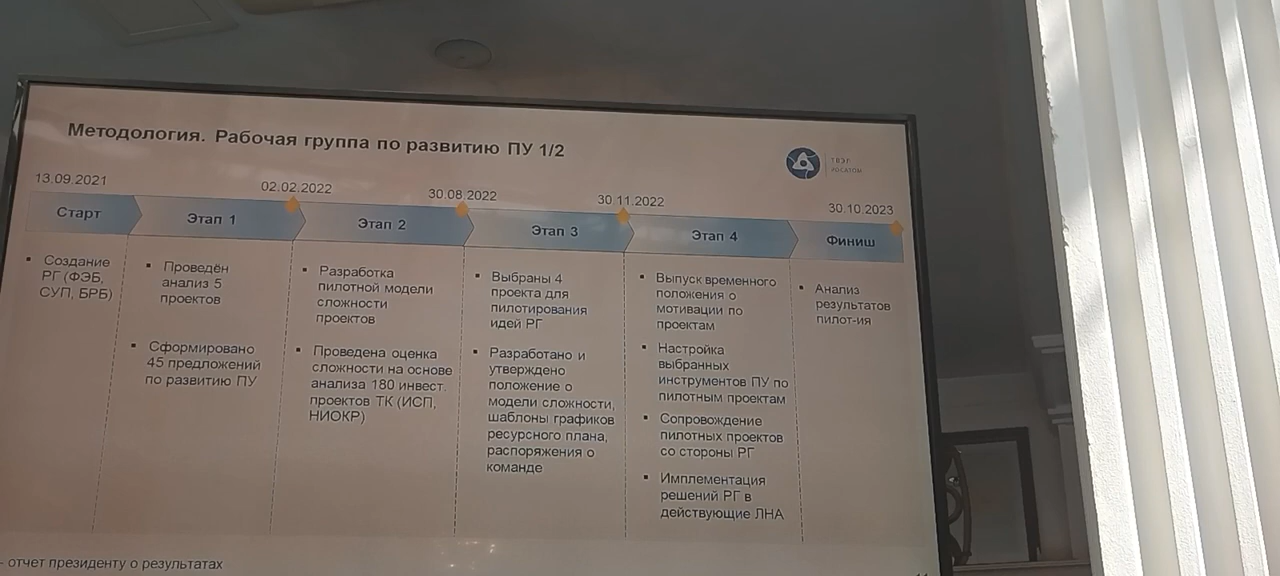 Методология. Рабочая группа по развитию ПУ 1/2
ТВЭЛ
РОСАТОМ
13.09.2021
02.02.2022
30.08.2022
30.11.2022
30.10.2023
Старт
Этап 1
Этап 2
Этап 3
Этап 4
Финиш
▪ Создание
РГ (ФЭБ,
СУП, БРБ)
▪ Проведён
анализ 5
проектов
▪ Сформировано
45 предложений
по развитию ПУ
▪ Разработка
пилотной модели
сложности
проектов
▪ Проведена оценка
сложности на основе
анализа 180 инвест.
проектов ТК (ИСП,
НИОКР)
▪ Выбраны 4
проекта для
пилотирования
идей РГ
▪ Разработано и
утверждено
положение о
модели сложности,
шаблоны графиков
ресурсного плана,
распоряжения о
команде
▪ Выпуск временного
положения о
мотивации по
проектам
▪ Настройка
выбранных
инструментов ПУ по
пилотным проектам
▪ Сопровождение
пилотных проектов
со стороны РГ
▪ Имплементация
решений РГ в
действующие ЛНА
▪ Анализ
результатов
пилот-ия
- отчет президенту о результатах